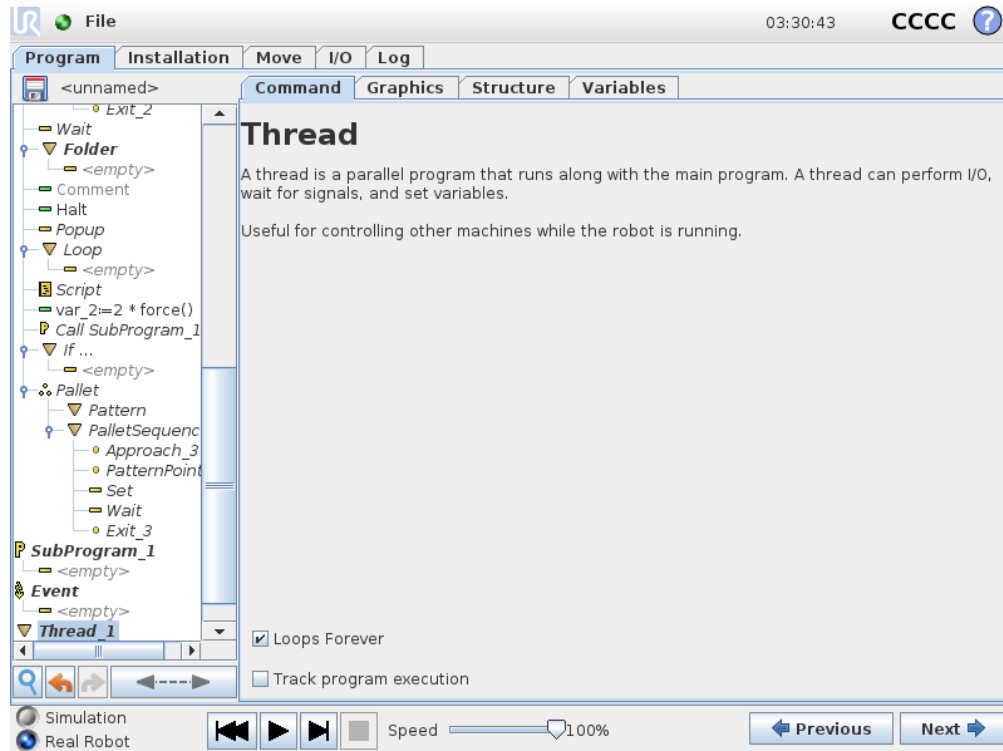 UR File 03:30:43 CCCC ?
Program Installation Move I/O Log
<unnamed> Command Graphics Structure Variables
Exit_2
Wait
Folder
<empty>
Comment
Halt
Popup
Loop
<empty>
Script
var_2:=2 * force()
Call SubProgram_1
If ...
<empty>
Pallet
Pattern
PalletSequenc
Approach_3
PatternPoint
Set
Wait
Exit_3
SubProgram_1
<empty>
Event
<empty>
Thread_1
Thread
A thread is a parallel program that runs along with the main program. A thread can perform I/O,
wait for signals, and set variables.
Useful for controlling other machines while the robot is running.
Loops Forever
Track program execution
Simulation
Real Robot
Speed 100%
Previous Next